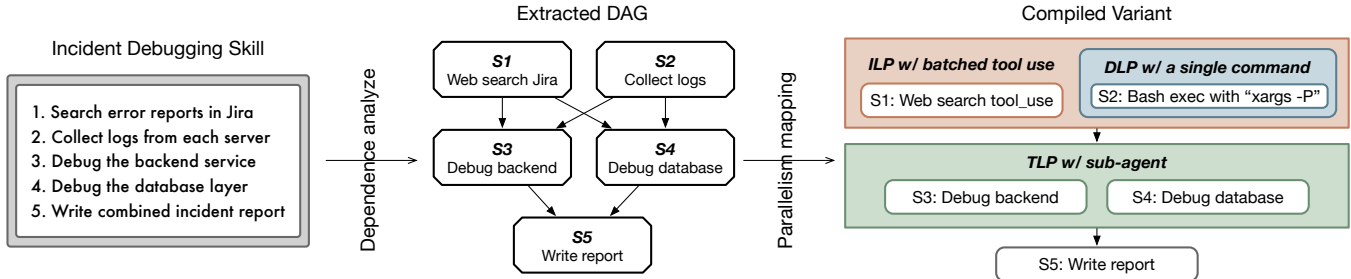 Incident Debugging Skill
1. Search error reports in Jira
2. Collect logs from each server
3. Debug the backend service
4. Debug the database layer
5. Write combined incident report
Dependence analyze
Extracted DAG
S1
Web search Jira
S2
Collect logs
S3
Debug backend
S4
Debug database
S5
Write report
Parallelism mapping
Compiled Variant
ILP w/ batched tool use
S1: Web search tool_use
DLP w/ a single command
S2: Bash exec with “xargs -P”
TLP w/ sub-agent
S3: Debug backend
S4: Debug database
S5: Write report